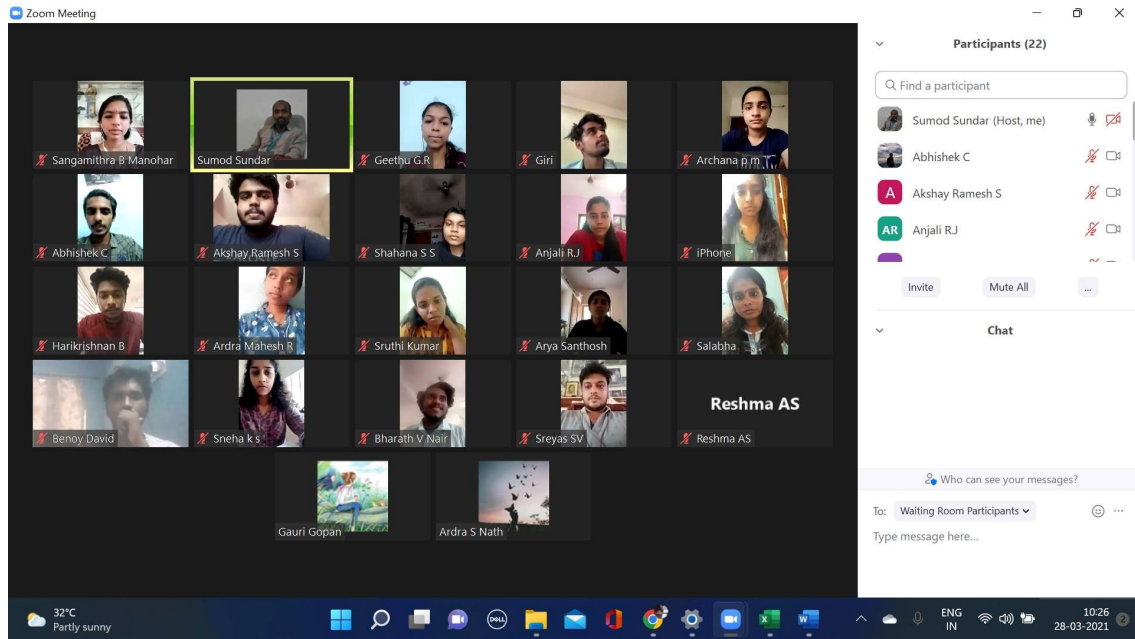 Zoom Meeting
Sangamithra B Manohar
Sumod Sundar
Geethu G.R
Giri
Archana p m
Abhishek C
Akshay Ramesh S
Shahana S S
Anjali R.J
iPhone
Harikrishnan B
Ardra Mahesh R
Sruthi Kumar
Arya Santhosh
Salabha
Benoy David
Sneha k s
Bharath V Nair
Sreyas SV
Reshma AS
Reshma AS
Gauri Gopan
Ardra S Nath
Participants (22)
Find a participant
Sumod Sundar (Host, me)
Abhishek C
A
Akshay Ramesh S
AR
Anjali R.J
Invite
Mute All
...
Chat
Who can see your messages?
To: Waiting Room Participants
Type message here...
32°C
Partly sunny
DELL
ENG
IN
10:26
28-03-2021
2